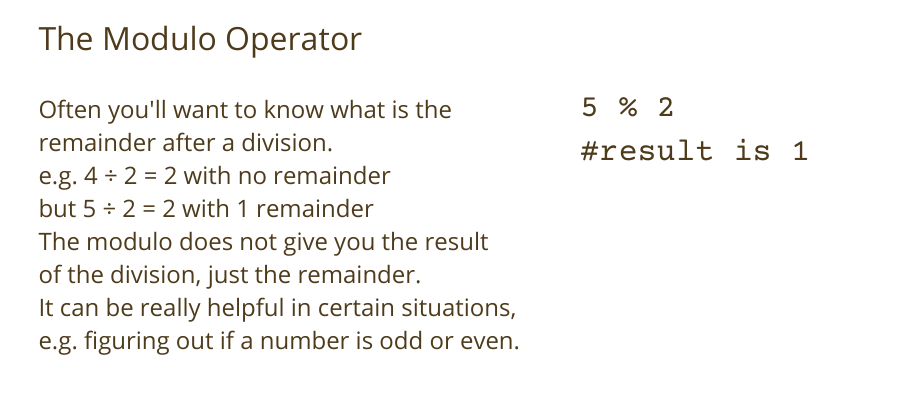 The Modulo Operator
Often you'll want to know what is the
remainder after a division.
e.g. 4 ÷ 2 = 2 with no remainder
but 5 ÷ 2 = 2 with 1 remainder
The modulo does not give you the result
of the division, just the remainder.
It can be really helpful in certain situations,
e.g. figuring out if a number is odd or even.
5 % 2
#result is 1